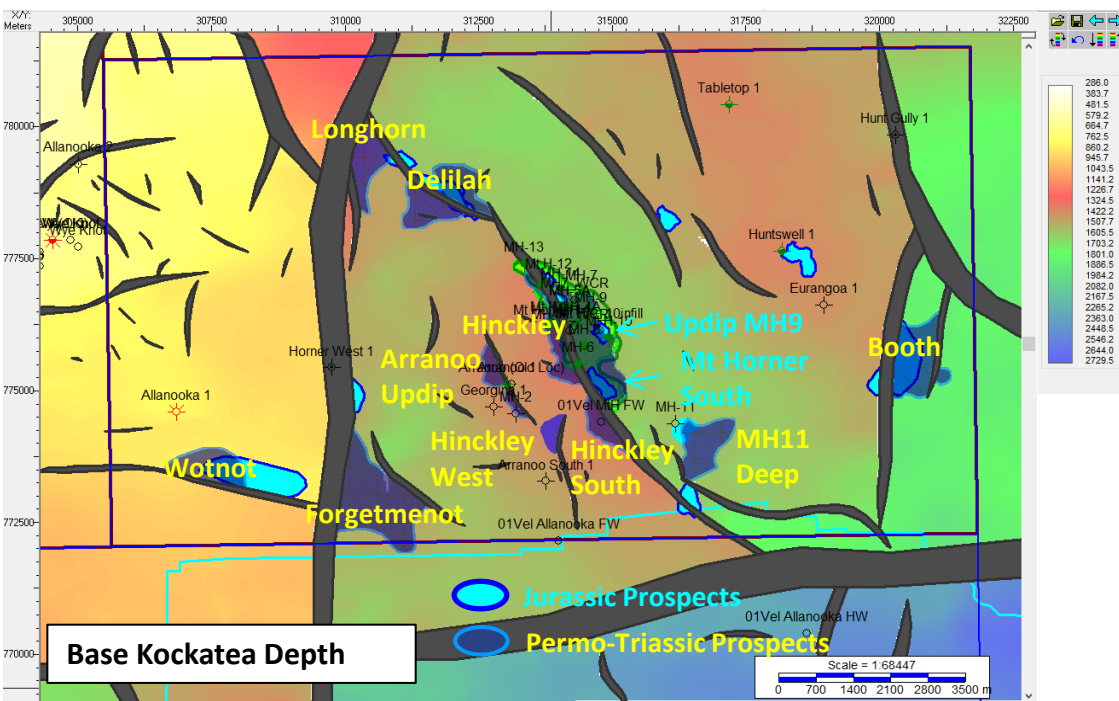 X/Y:
Meters
305000
307500
310000
312500
315000
317500
320000
322500
780000
777500
775000
772500
770000
Tabletop 1
Hunt Gully 1
Longhorn
Allanooka 2
Delilah
Wye Knot
Huntswell 1
MH-13
Eurangoa 1
Hinckley
Updip MH9
MH-6
Booth
Horner West 1
Arranoo
Updip
Mt Horner
South
Georgina 1
MH-2
Allanooka 1
01Vel MtH FW
MH-11
Hinckley
West
Hinckley
South
MH11
Deep
Wotnot
Arranoo South 1
Forgetmenot
01Vel Allanooka FW
Jurassic Prospects
01Vel Allanooka HW
Permo-Triassic Prospects
Base Kockatea Depth
Scale = 1:68447
0 700 1400 2100 2800 3500 m
286.0
383.7
481.5
579.2
664.7
762.5
860.2
945.7
1043.5
1141.2
1226.7
1324.5
1422.2
1507.7
1605.5
1703.2
1801.0
1886.5
1984.2
2082.0
2167.5
2265.2
2363.0
2448.5
2546.2
2644.0
2729.5